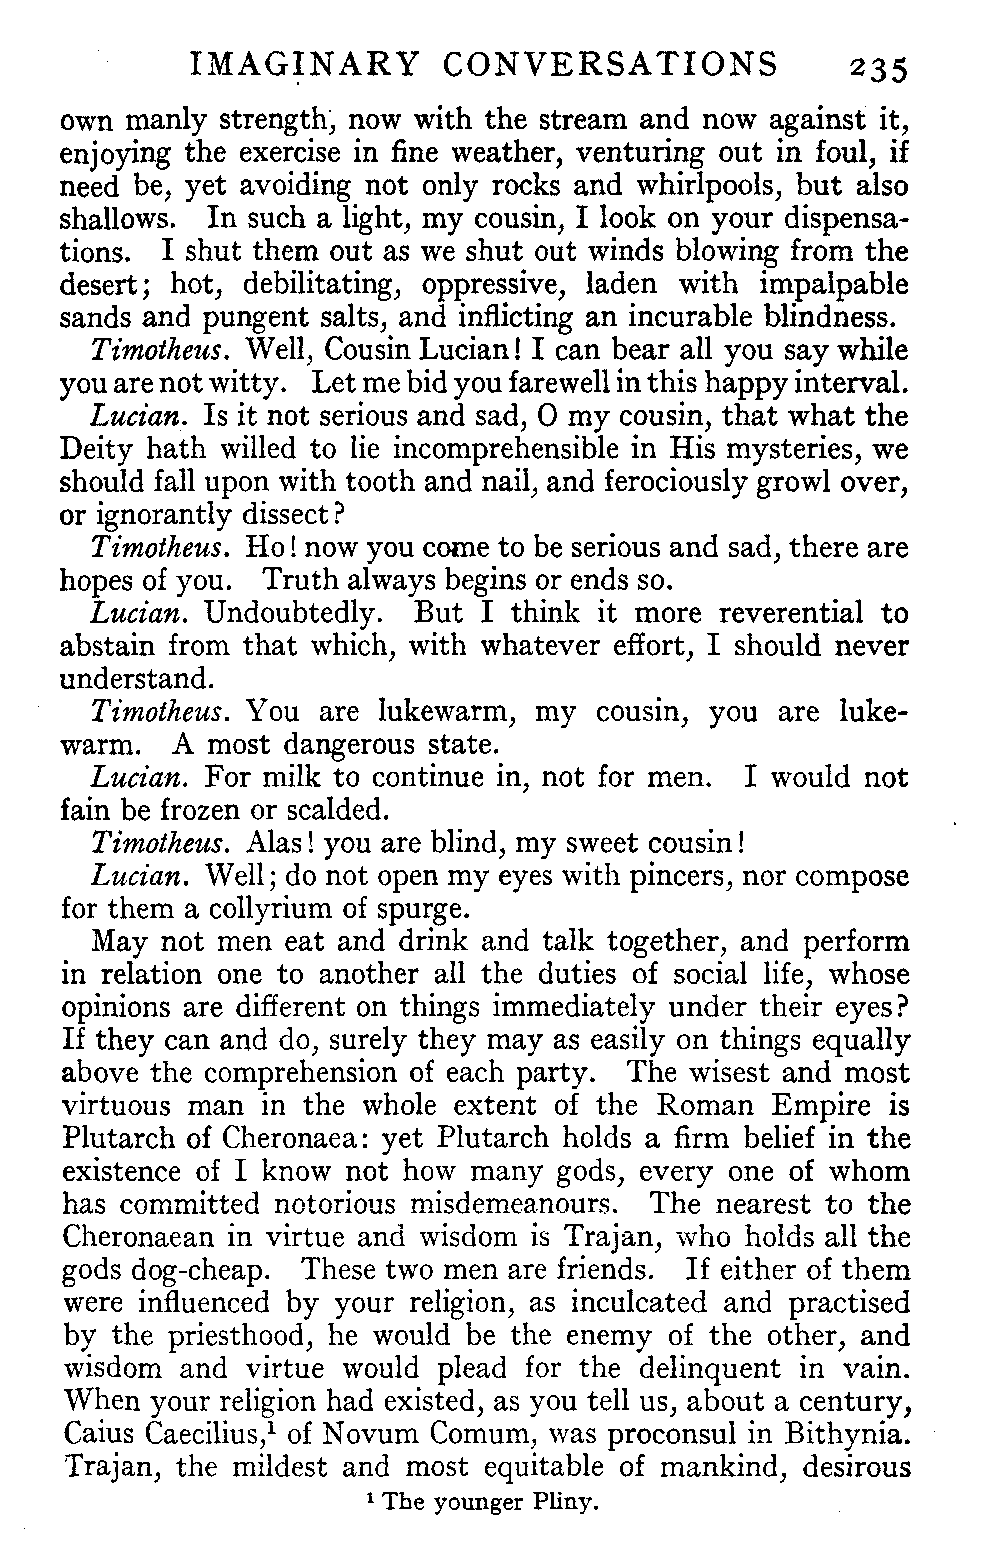 IMAGINARY CONVERSATIONS 235
own manly strength, now with the stream and now against it,
enjoying the exercise in fine weather, venturing out in foul, if
need be, yet avoiding not only rocks and whirlpools, but also
shallows. In such a light, my cousin, I look on your dispensa-
tions. I shut them out as we shut out winds blowing from the
desert; hot, debilitating, oppressive, laden with impalpable
sands and pungent salts, and inflicting an incurable blindness.
Timotheus. Well, Cousin Lucian! I can bear all you say while
you are not witty. Let me bid you farewell in this happy interval.
Lucian. Is it not serious and sad, O my cousin, that what the
Deity hath willed to lie incomprehensible in His mysteries, we
should fall upon with tooth and nail, and ferociously growl over,
or ignorantly dissect?
Timotheus. Ho! now you come to be serious and sad, there are
hopes of you. Truth always begins or ends so.
Lucian. Undoubtedly. But I think it more reverential to
abstain from that which, with whatever effort, I should never
understand.
Timotheus. You are lukewarm, my cousin, you are luke-
warm. A most dangerous state.
Lucian. For milk to continue in, not for men. I would not
fain be frozen or scalded.
Timotheus. Alas! you are blind, my sweet cousin!
Lucian. Well; do not open my eyes with pincers, nor compose
for them a collyrium of spurge.
May not men eat and drink and talk together, and perform
in relation one to another all the duties of social life, whose
opinions are different on things immediately under their eyes?
If they can and do, surely they may as easily on things equally
above the comprehension of each party. The wisest and most
virtuous man in the whole extent of the Roman Empire is
Plutarch of Cheronaea: yet Plutarch holds a firm belief in the
existence of I know not how many gods, every one of whom
has committed notorious misdemeanours. The nearest to the
Cheronaean in virtue and wisdom is Trajan, who holds all the
gods dog-cheap. These two men are friends. If either of them
were influenced by your religion, as inculcated and practised
by the priesthood, he would be the enemy of the other, and
wisdom and virtue would plead for the delinquent in vain.
When your religion had existed, as you tell us, about a century,
Caius Caecilius,¹ of Novum Comum, was proconsul in Bithynia.
Trajan, the mildest and most equitable of mankind, desirous
¹ The younger Pliny.